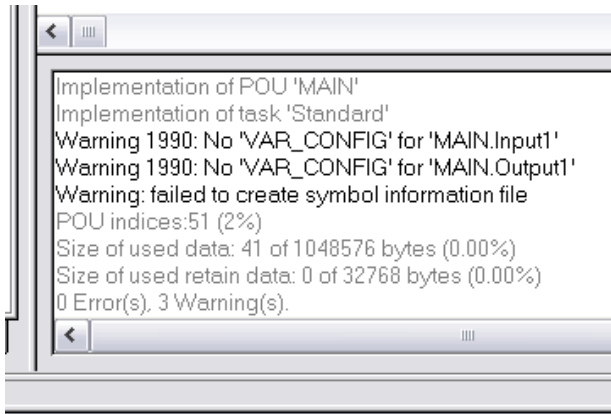 Implementation of POU 'MAIN'
Implementation of task 'Standard'
Warning 1990: No 'VAR_CONFIG' for 'MAIN.Input1'
Warning 1990: No 'VAR_CONFIG' for 'MAIN.Output1'
Warning: failed to create symbol information file
POU indices:51 (2%)
Size of used data: 41 of 1048576 bytes (0.00%)
Size of used retain data: 0 of 32768 bytes (0.00%)
0 Error(s), 3 Warning(s).